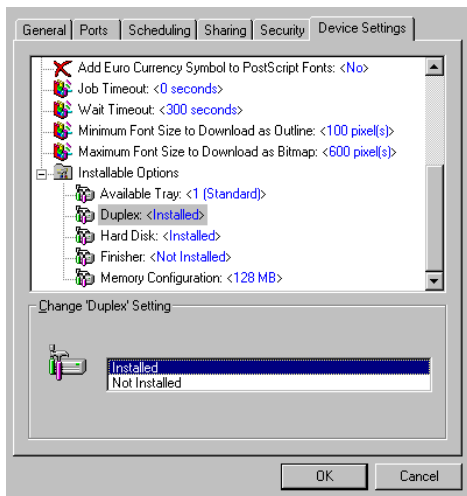 General Ports Scheduling Sharing Security Device Settings
Add Euro Currency Symbol to PostScript Fonts: <No>
Job Timeout: <0 seconds>
Wait Timeout: <300 seconds>
Minimum Font Size to Download as Outline: <100 pixel(s)>
Maximum Font Size to Download as Bitmap: <600 pixel(s)>
Installable Options
Available Tray: <1 (Standard)>
Duplex: <Installed>
Hard Disk: <Installed>
Finisher: <Not Installed>
Memory Configuration: <128 MB>
Change 'Duplex' Setting
Installed
Not Installed
OK Cancel